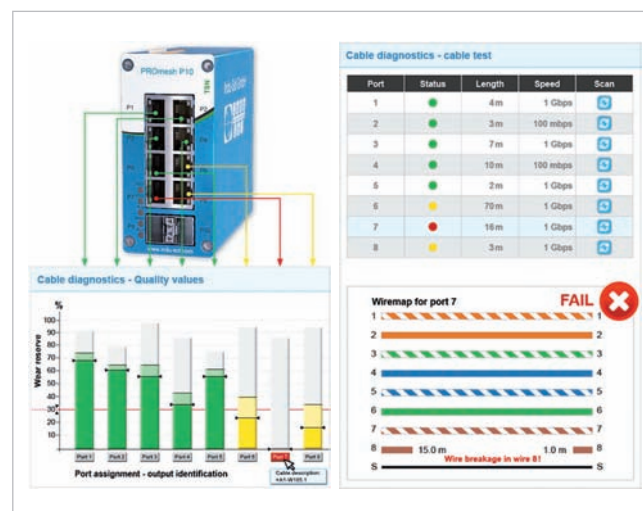 PROmesh P10
TSN
P1
P2
Cable diagnostics - cable test
Port Status Length Speed Scan
1 4 m 1 Gbps
2 3 m 100 mbps
3 7 m 1 Gbps
4 10 m 100 mbps
5 2 m 1 Gbps
6 70 m 1 Gbps
7 16 m 1 Gbps
8 3 m 1 Gbps
Cable diagnostics - Quality values
%
Wear reserve
100
90
80
70
60
50
40
30
20
10
Port 1 Port 2 Port 3 Port 4 Port 5 Port 6 Port 8
Port assignment - output identification
Cable description:
Wiremap for port 7 FAIL
1 1
2 2
3 3
4 4
5 5
6 6
7 7
8 15.0 m 1.0 m 8
Wire breakage in wire 8!
S S